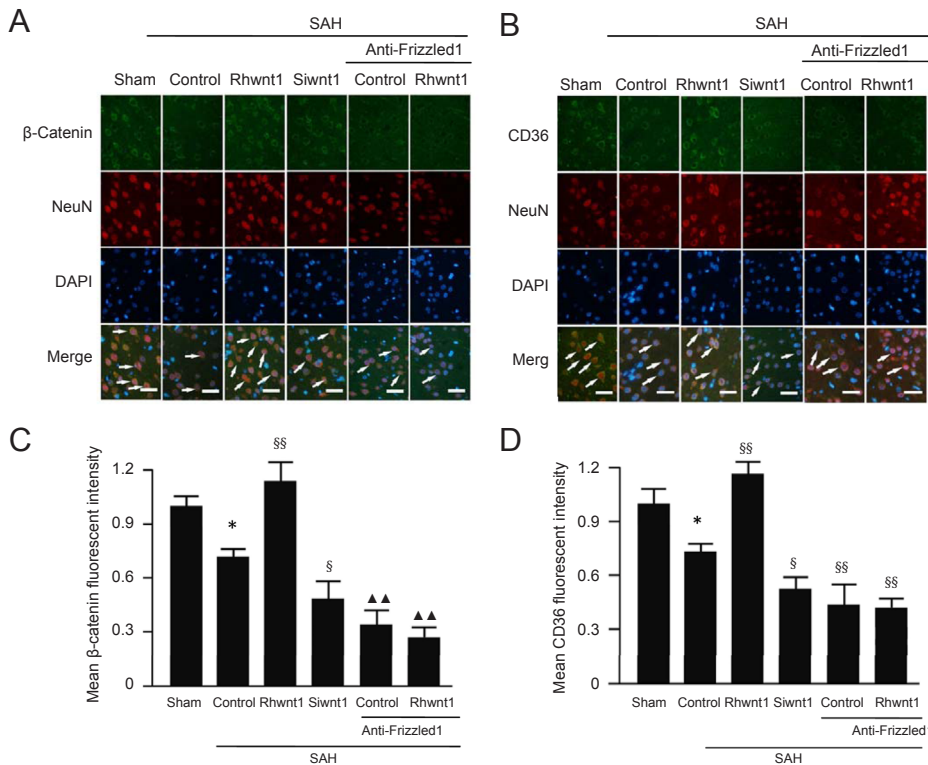 A
SAH
Anti-Frizzled1
Sham Control Rhwnt1 Siwnt1 Control Rhwnt1
β-Catenin
NeuN
DAPI
Merge
B
SAH
Anti-Frizzled1
Sham Control Rhwnt1 Siwnt1 Control Rhwnt1
CD36
NeuN
DAPI
Merg
C
Mean β-catenin fluorescent intensity
1.2
0.9
0.6
0.3
0
*
§§
§
▲▲
▲▲
Sham Control Rhwnt1 Siwnt1 Control Rhwnt1
Anti-Frizzled1
SAH
D
Mean CD36 fluorescent intensity
1.2
0.9
0.6
0.3
0
*
§§
§
§§
§§
Sham Control Rhwnt1 Siwnt1 Control Rhwnt1
Anti-Frizzled1
SAH